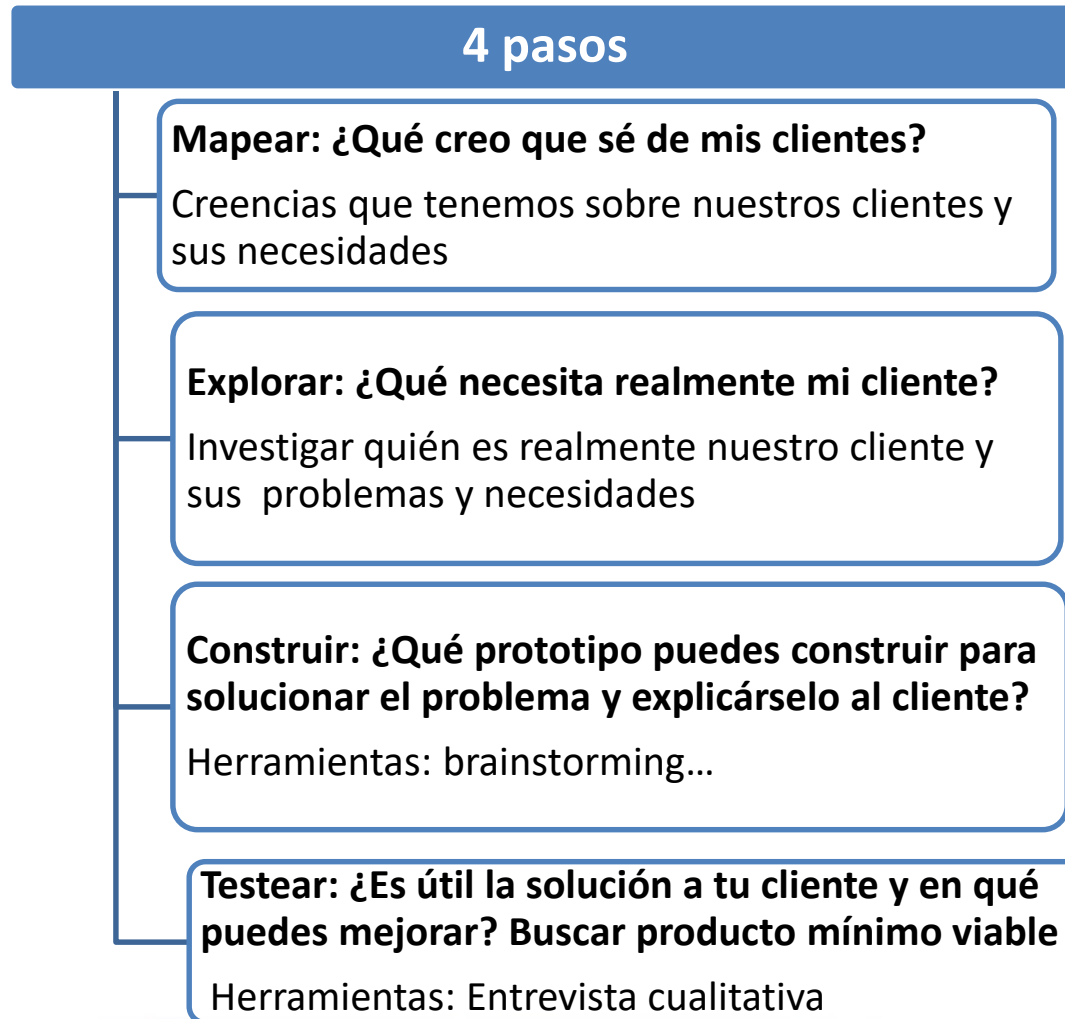 4 pasos
Mapear: ¿Qué creo que sé de mis clientes?
Creencias que tenemos sobre nuestros clientes y
sus necesidades
Explorar: ¿Qué necesita realmente mi cliente?
Investigar quién es realmente nuestro cliente y
sus  problemas y necesidades
Construir: ¿Qué prototipo puedes construir para
solucionar el problema y explicárselo al cliente?
Herramientas: brainstorming…
Testear: ¿Es útil la solución a tu cliente y en qué
puedes mejorar? Buscar producto mínimo viable
Herramientas: Entrevista cualitativa